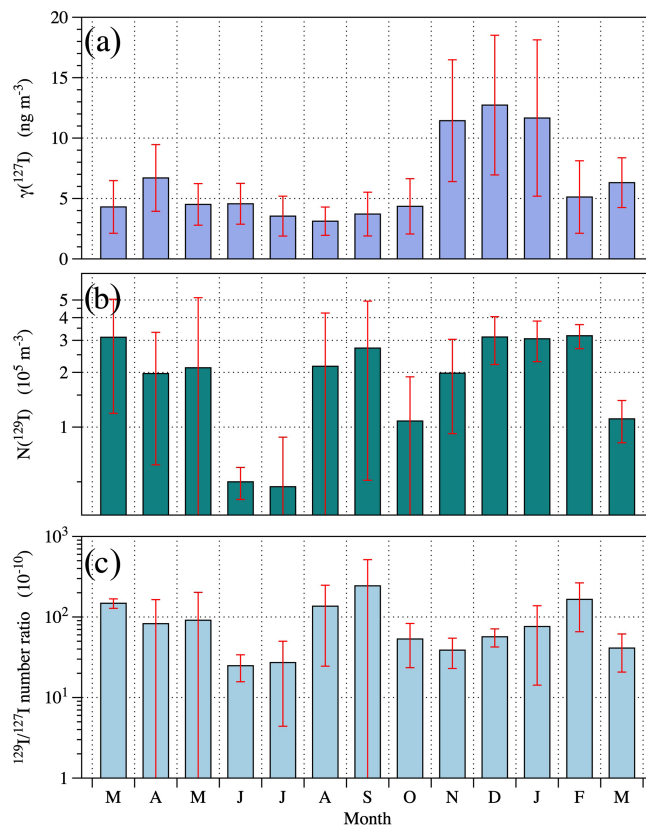 (a)
20
15
10
5
0
γ(¹²⁷I) (ng m⁻³)
(b)
5
4
3
2
1
N(¹²⁹I) (10⁵ m⁻³)
(c)
10³
10²
10¹
1
¹²⁹I/¹²⁷I number ratio (10⁻¹⁰)
M A M J J A S O N D J F M
Month